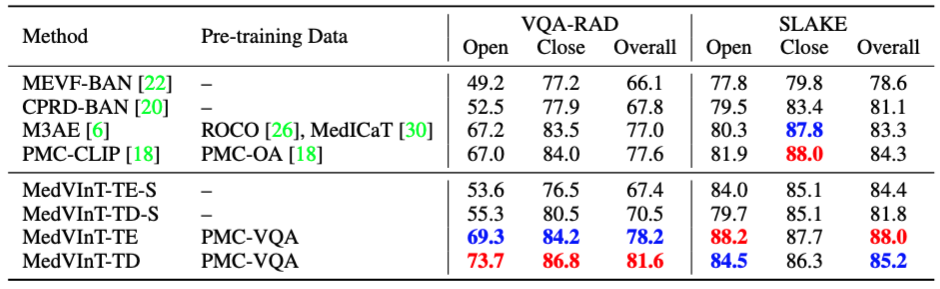 Method Pre-training Data VQA-RAD SLAKE
Open Close Overall Open Close Overall
MEVF-BAN [22] – 49.2 77.2 66.1 77.8 79.8 78.6
CPRD-BAN [20] – 52.5 77.9 67.8 79.5 83.4 81.1
M3AE [6] ROCO [26], MedICaT [30] 67.2 83.5 77.0 80.3 87.8 83.3
PMC-CLIP [18] PMC-OA [18] 67.0 84.0 77.6 81.9 88.0 84.3
MedVInT-TE-S – 53.6 76.5 67.4 84.0 85.1 84.4
MedVInT-TD-S – 55.3 80.5 70.5 79.7 85.1 81.8
MedVInT-TE PMC-VQA 69.3 84.2 78.2 88.2 87.7 88.0
MedVInT-TD PMC-VQA 73.7 86.8 81.6 84.5 86.3 85.2